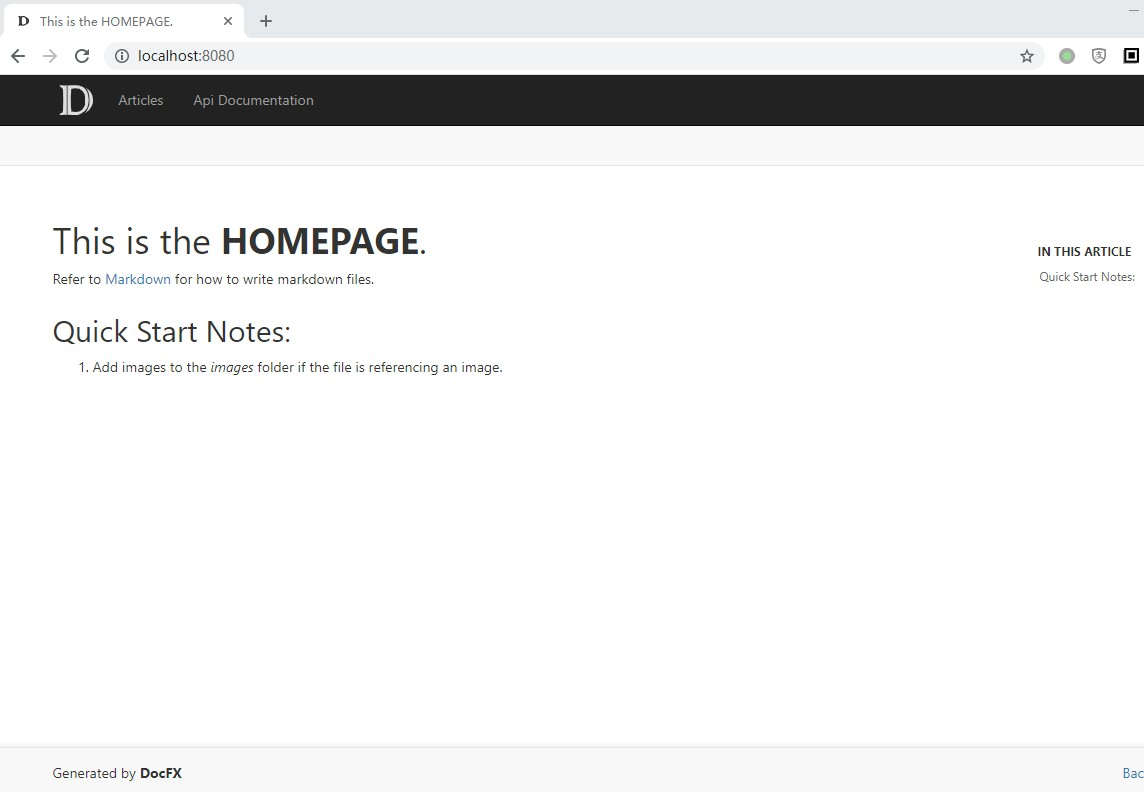 D This is the HOMEPAGE.
localhost:8080
D Articles Api Documentation
This is the HOMEPAGE.
Refer to Markdown for how to write markdown files.
IN THIS ARTICLE
Quick Start Notes:
Quick Start Notes:
1. Add images to the images folder if the file is referencing an image.
Generated by DocFX
Bac